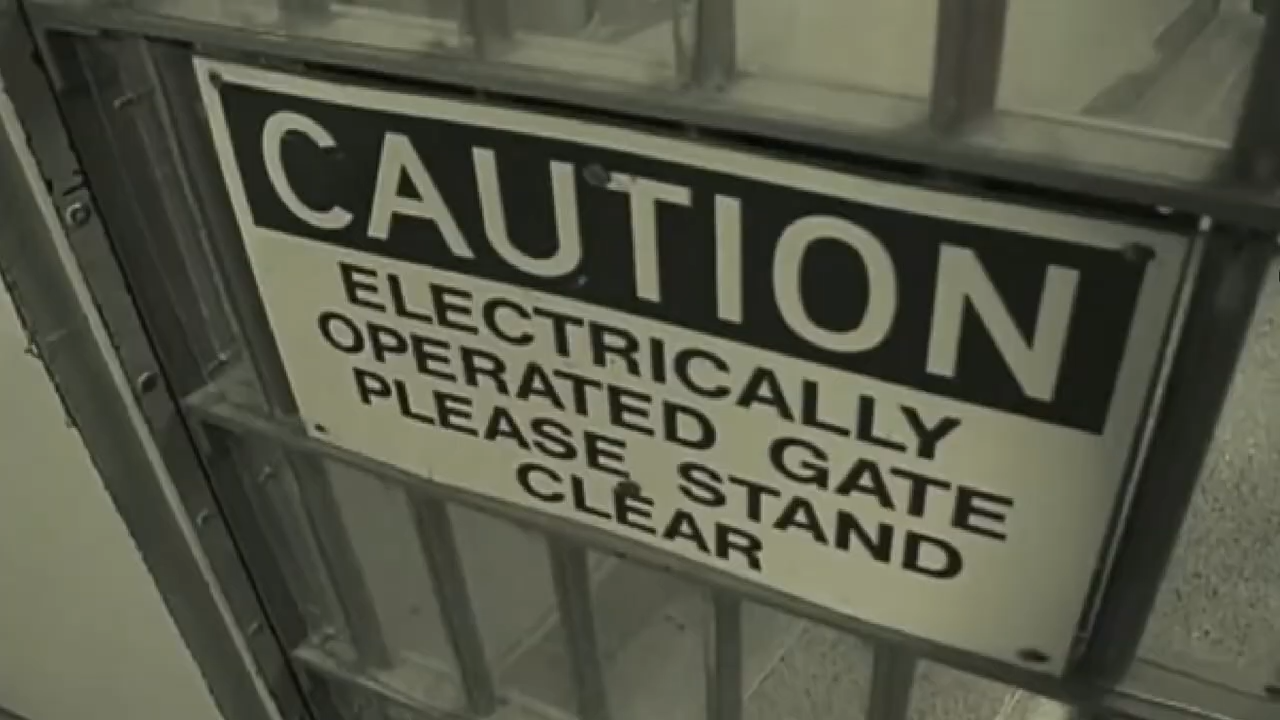 CAUTION
ELECTRICALLY
OPERATED GATE
PLEASE STAND
CLEAR